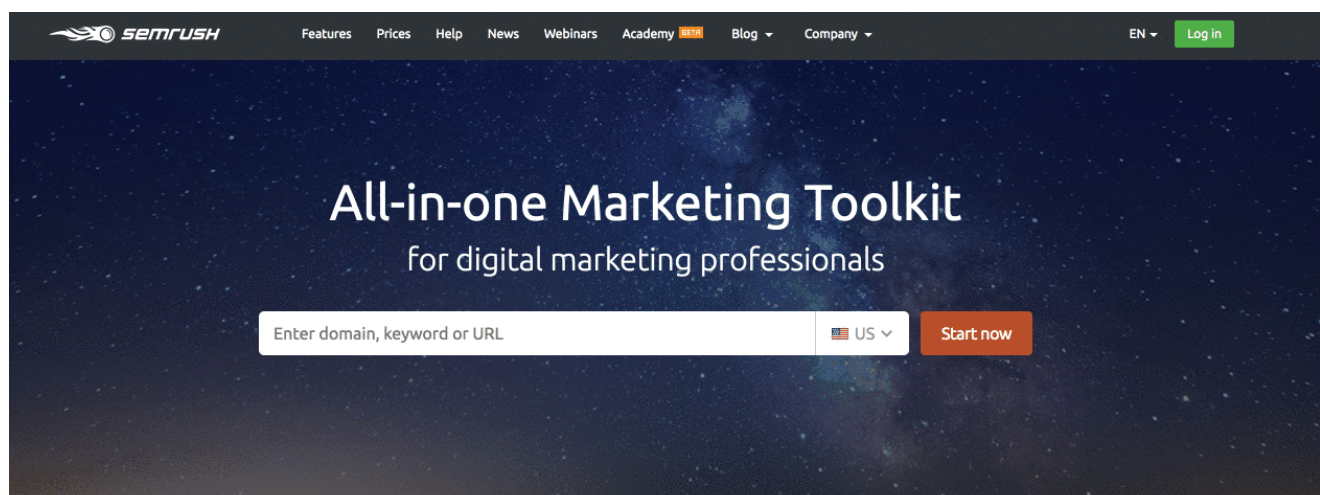 semrush Features Prices Help News Webinars Academy BETA Blog Company EN Log in
All-in-one Marketing Toolkit
for digital marketing professionals
Enter domain, keyword or URL US Start now